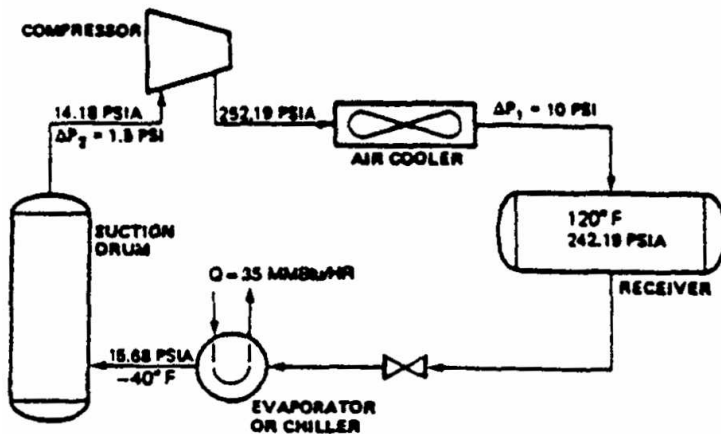 COMPRESSOR
14.18 PSIA
ΔP₂ = 1.5 PSI
252.19 PSIA
AIR COOLER
ΔP₁ = 10 PSI
SUCTION
DRUM
120° F
242.19 PSIA
RECEIVER
Q = 35 MMBtu/HR
15.68 PSIA
-40° F
EVAPORATOR
OR CHILLER